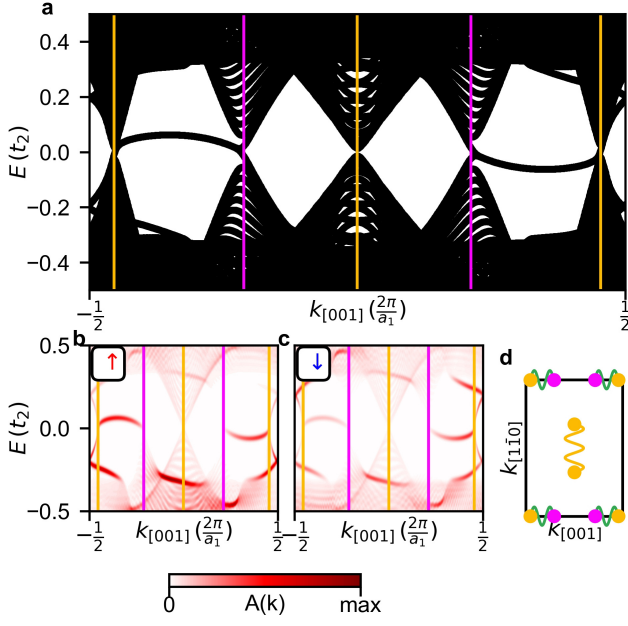 a
0.4
0.2
0.0
−0.2
−0.4
E (t₂)
−1/2
k[001] (2π/a₁)
1/2
b
c
d
↑
↓
0.5
0.0
−0.5
E (t₂)
−1/2
k[001] (2π/a₁)
1/2
−1/2
k[001] (2π/a₁)
1/2
k[11̄0]
k[001]
0
A(k)
max